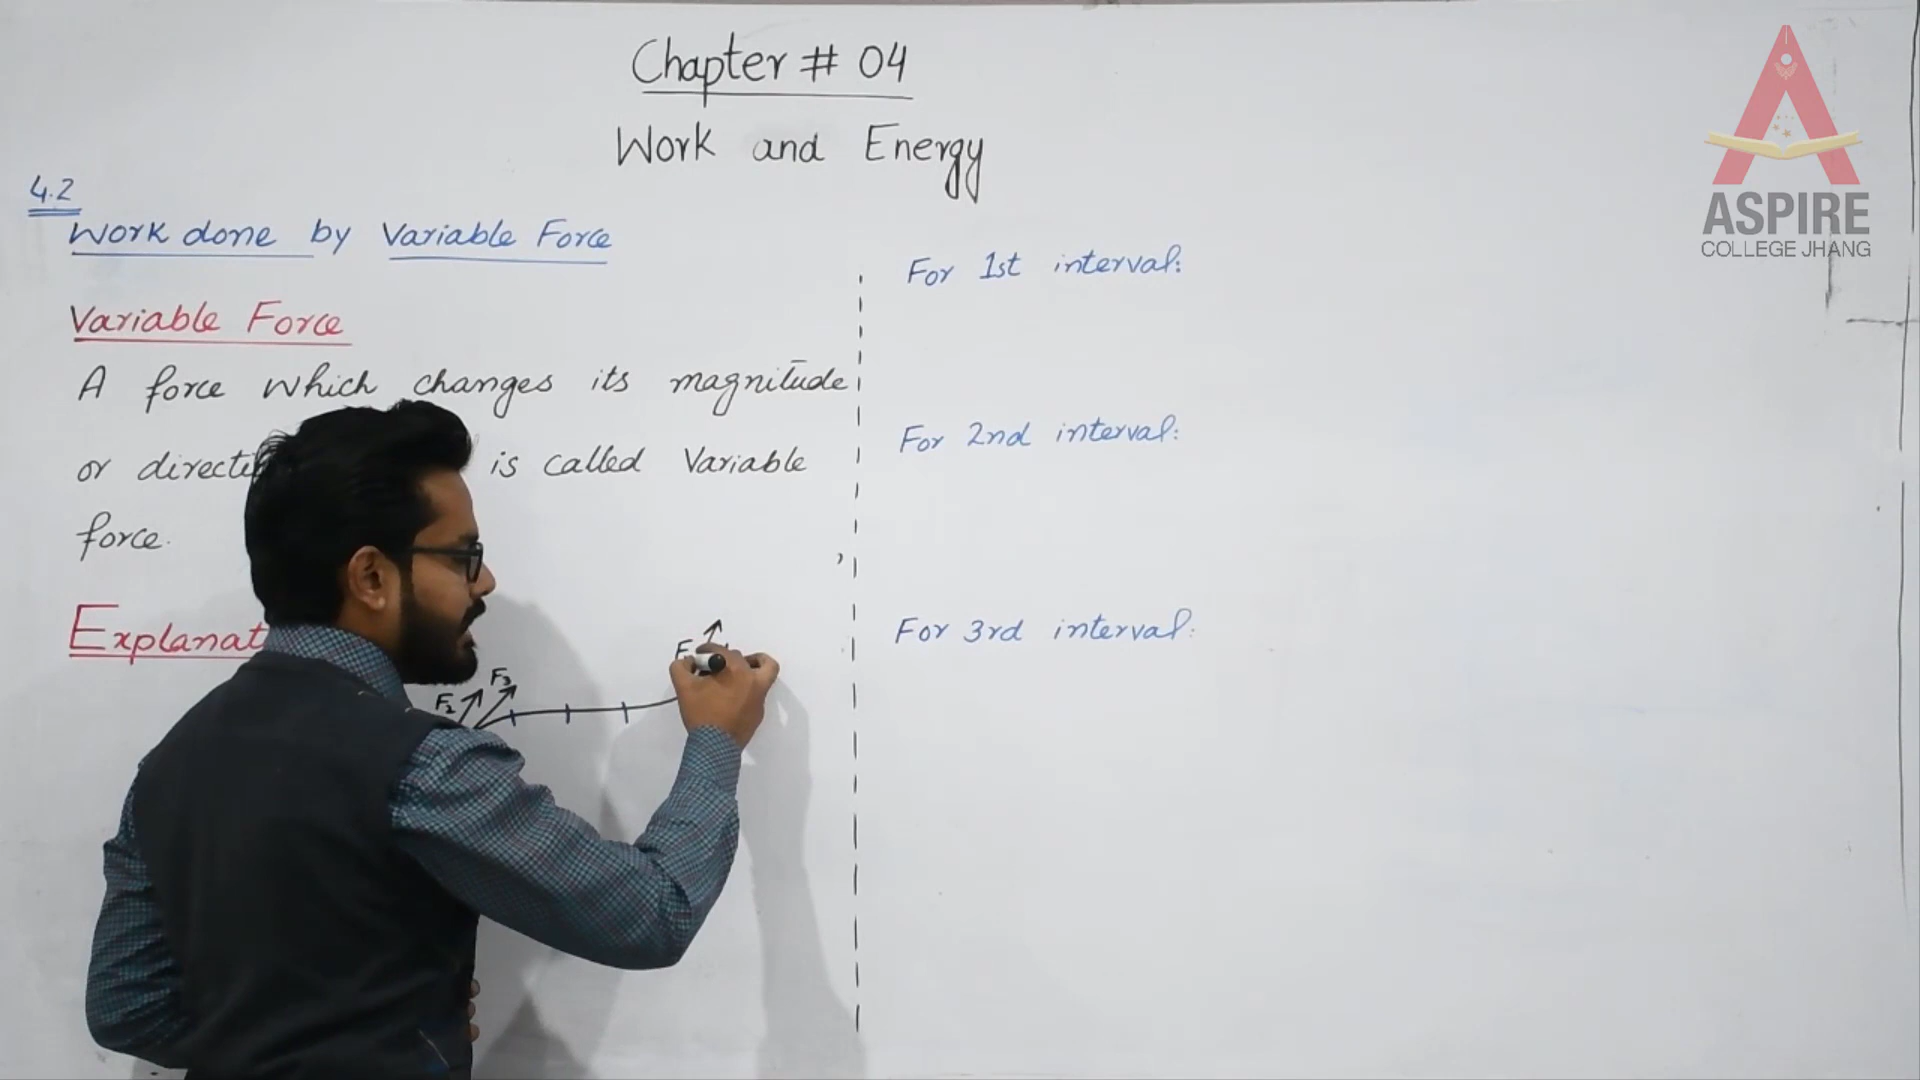 Chapter # 04
Work and Energy
4.2
Work done by Variable Force
Variable Force
A force which changes its magnitude
or is called Variable
force.
F2 F3
For 1st interval:
For 2nd interval:
For 3rd interval:
ASPIRE
COLLEGE JHANG